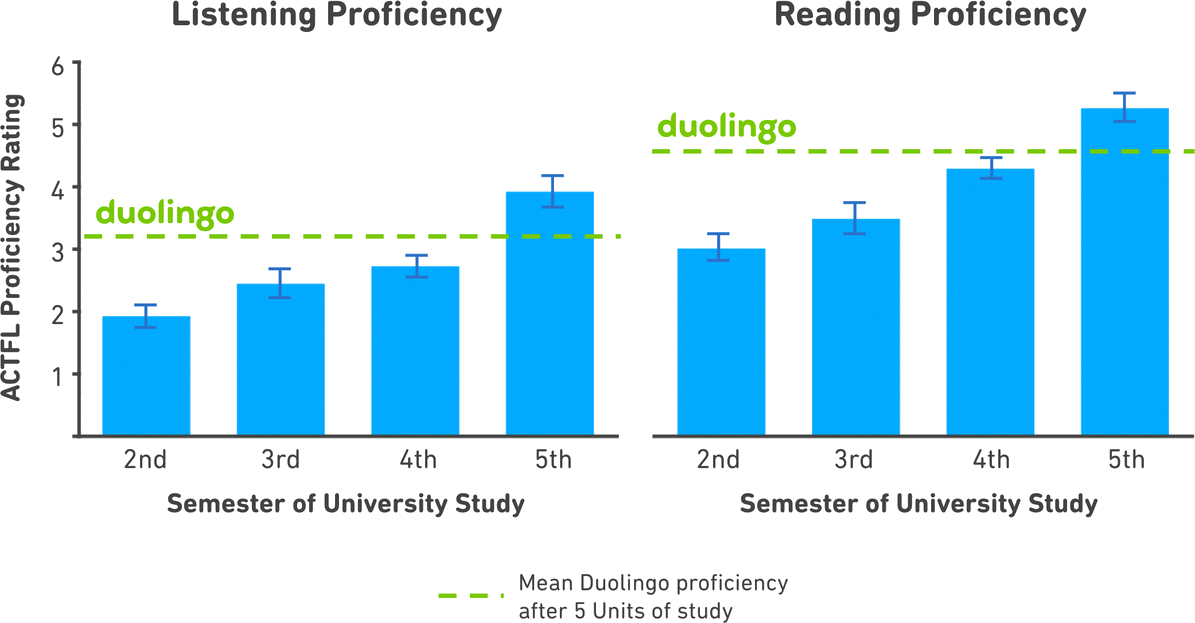 Listening Proficiency
ACTFL Proficiency Rating
6
5
4
3
2
1
duolingo
2nd 3rd 4th 5th
Semester of University Study
Reading Proficiency
duolingo
2nd 3rd 4th 5th
Semester of University Study
Mean Duolingo proficiency
after 5 Units of study